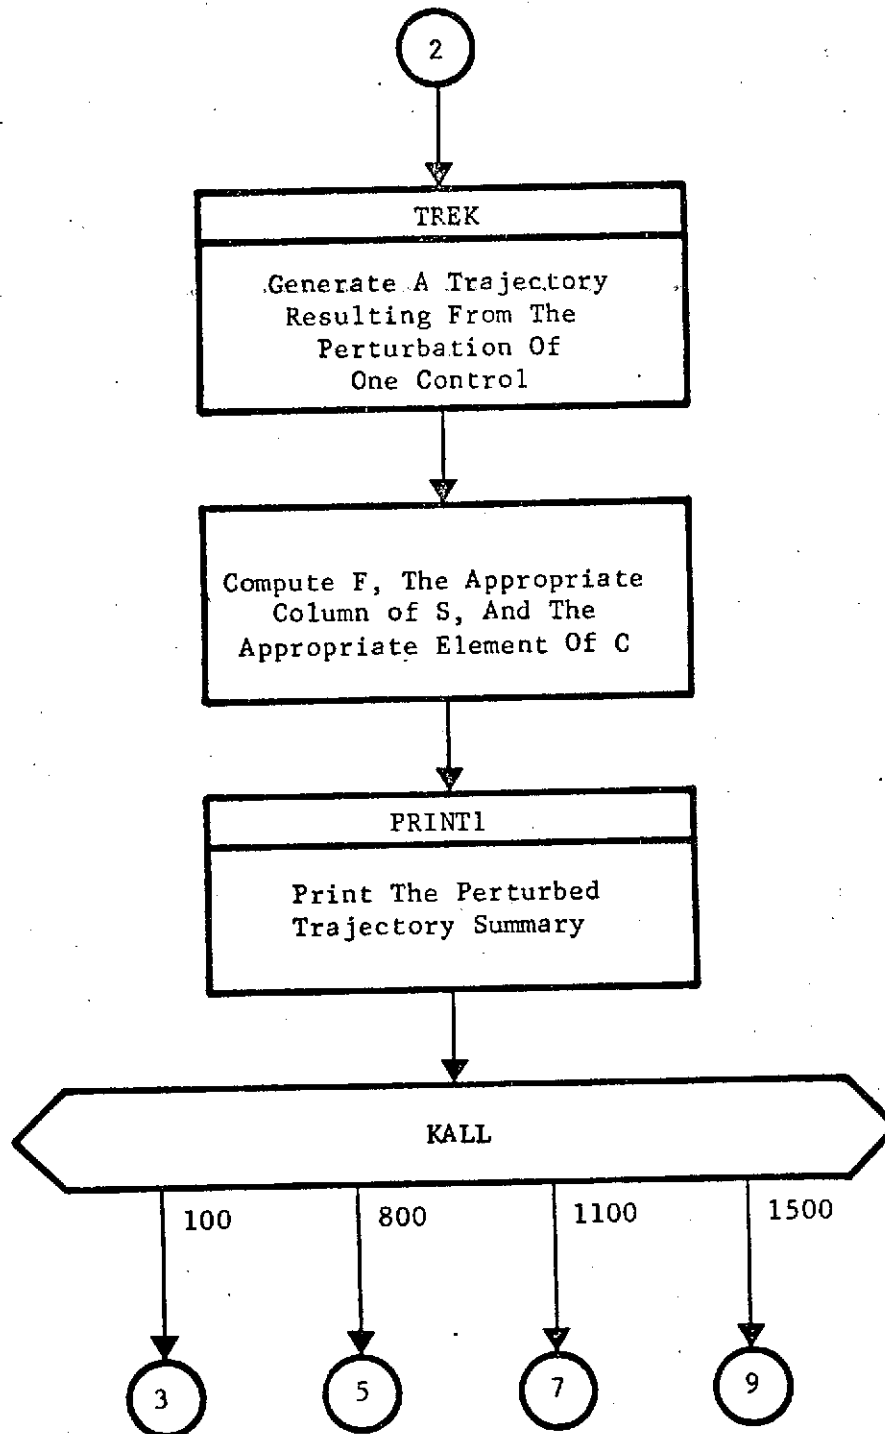 2
TREK
Generate A Trajectory
Resulting From The
Perturbation Of
One Control
Compute F, The Appropriate
Column of S, And The
Appropriate Element Of C
PRINT1
Print The Perturbed
Trajectory Summary
KALL
100
800
1100
1500
3
5
7
9